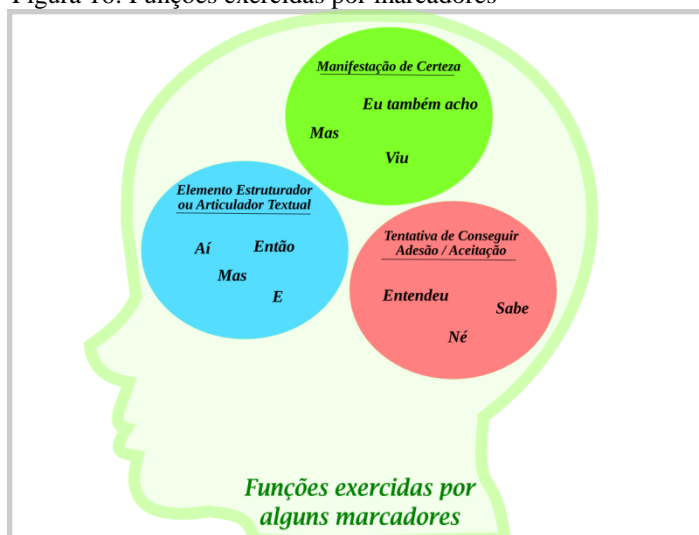 Figura 18: Funções exercidas por marcadores
Manifestação de Certeza
Eu também acho
Mas
Viu
Elemento Estruturador
ou Articulador Textual
Aí
Então
Mas
E
Tentativa de Conseguir
Adesão / Aceitação
Entendeu
Sabe
Né
Funções exercidas por
alguns marcadores